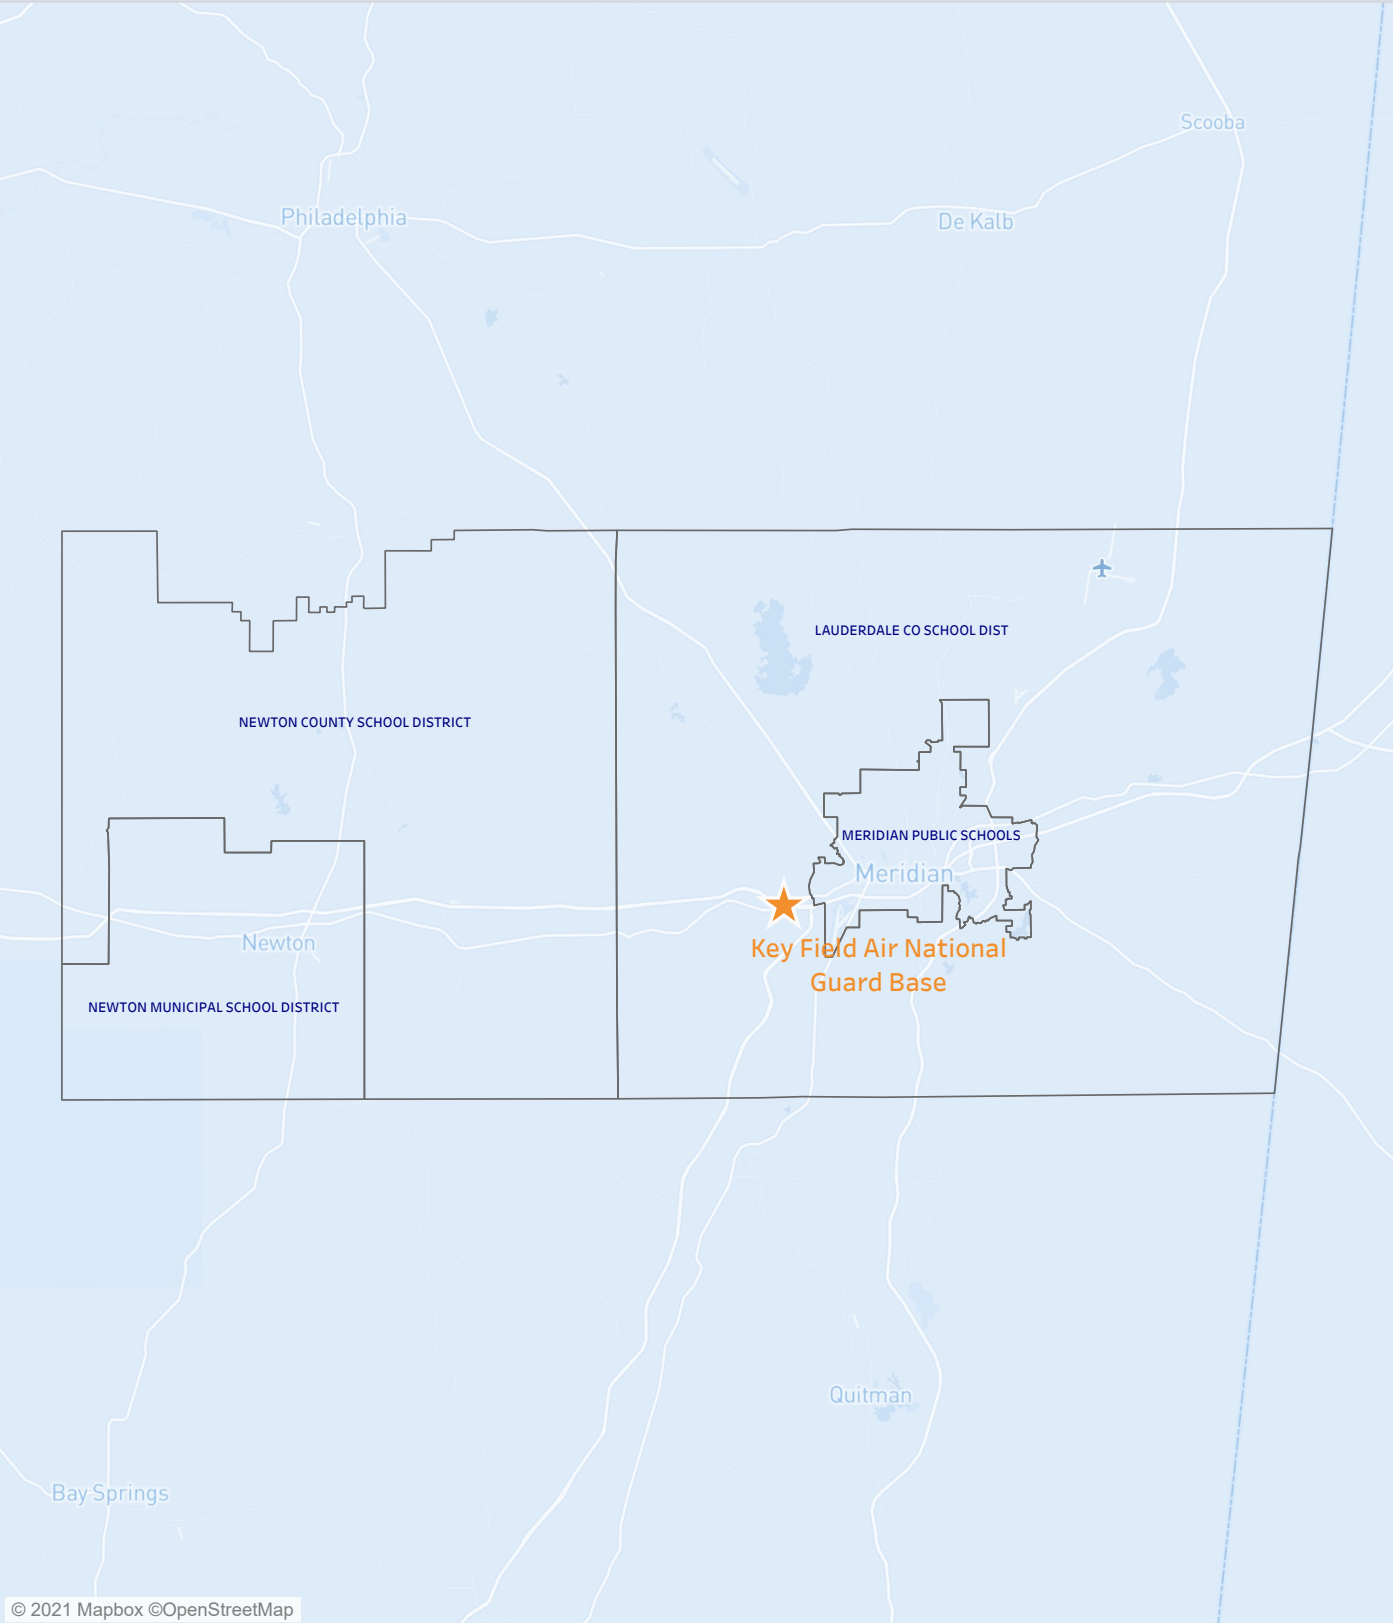 Scooba
Philadelphia
De Kalb
LAUDERDALE CO SCHOOL DIST
NEWTON COUNTY SCHOOL DISTRICT
MERIDIAN PUBLIC SCHOOLS
Meridian
Newton
Key Field Air National
Guard Base
NEWTON MUNICIPAL SCHOOL DISTRICT
Quitman
Bay Springs
© 2021 Mapbox ©OpenStreetMap